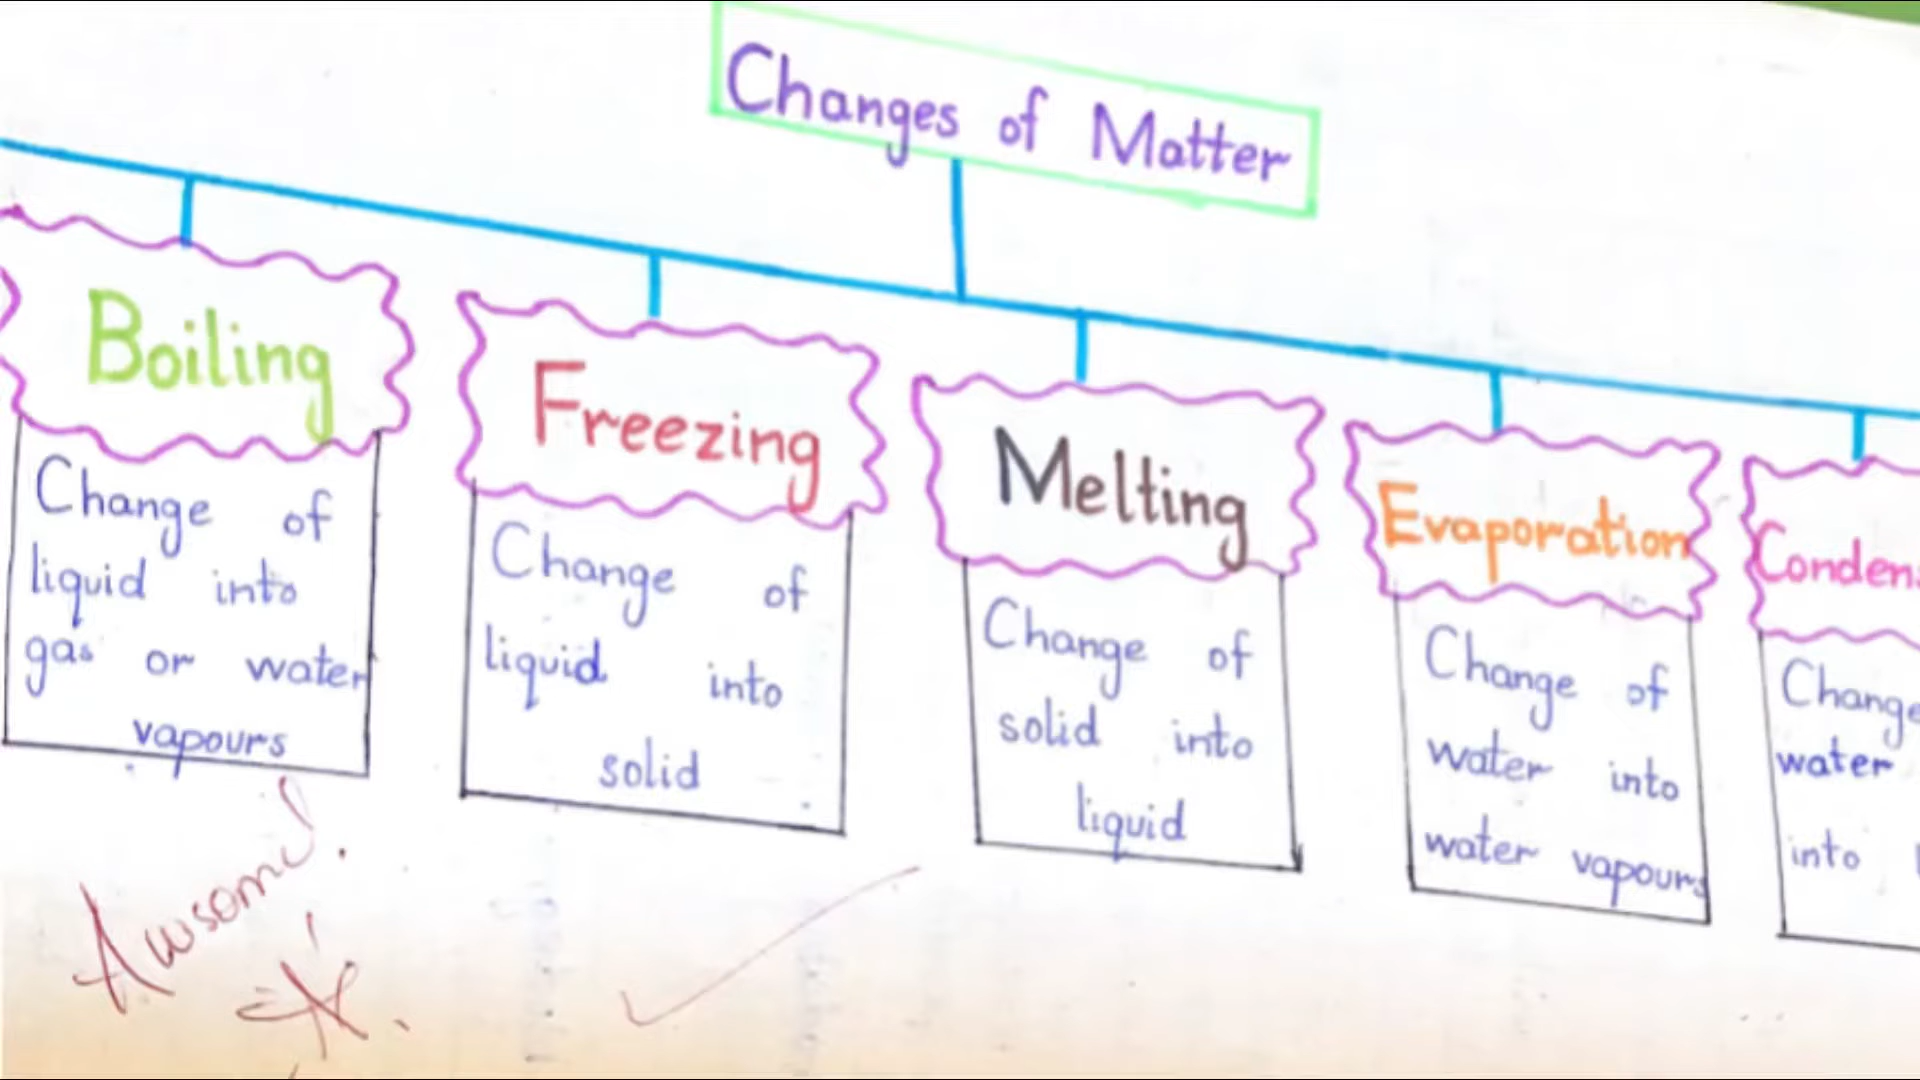 Changes of Matter
Boiling
Change of
liquid into
gas or water
vapours
Freezing
Change of
liquid into
solid
Melting
Change of
solid into
liquid
Evaporation
Change of
water into
water vapours
Conden
Change
water
into
Awsome!